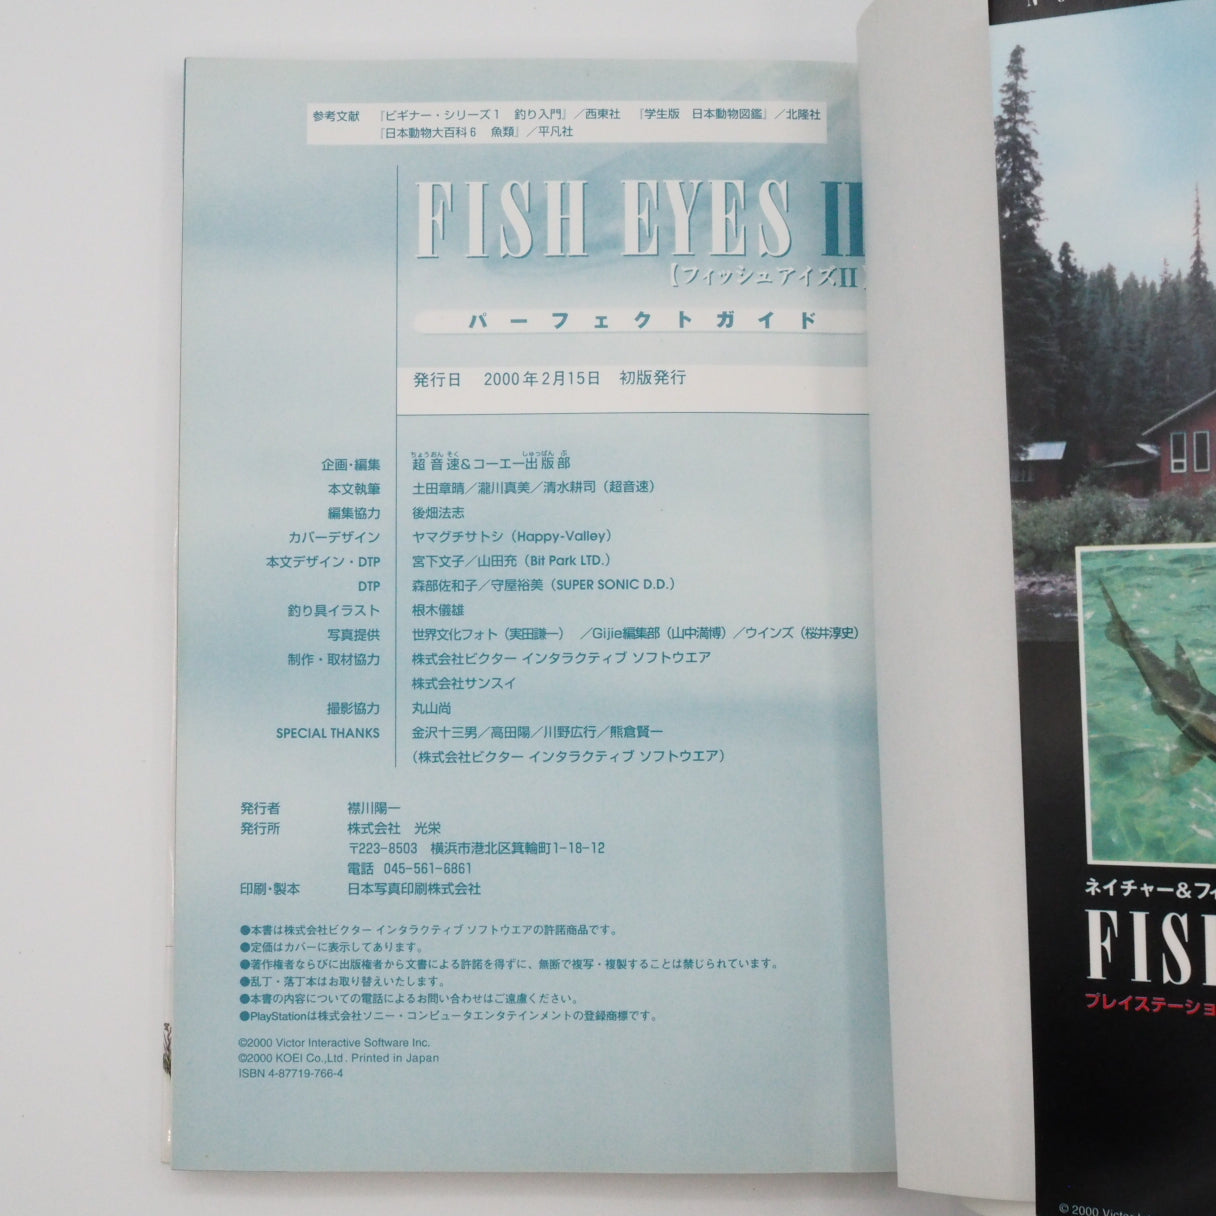 参考文献 『ビギナー・シリーズ1 釣り入門』／西東社 『学生版 日本動物図鑑』／北隆社
『日本動物大百科6 魚類』／平凡社
FISH EYES II
【フィッシュアイズII】
パーフェクトガイド
発行日 2000年2月15日 初版発行
企画・編集 超音速&コーエー出版部
本文執筆 土田章晴／瀧川真美／清水耕司（超音速）
編集協力 後畑法志
カバーデザイン ヤマグチサトシ（Happy-Valley）
本文デザイン・DTP 宮下文子／山田充（Bit Park LTD.）
DTP 森部佐和子／守屋裕美（SUPER SONIC D.D.）
釣り具イラスト 根木儀雄
写真提供 世界文化フォト（実田謙一） ／Gijie編集部（山中満博）／ウインズ（桜井淳史）
制作・取材協力 株式会社ビクター インタラクティブ ソフトウエア
株式会社サンスイ
撮影協力 丸山尚
SPECIAL THANKS 金沢十三男／高田陽／川野広行／熊倉賢一
（株式会社ビクター インタラクティブ ソフトウエア）
発行者 襟川陽一
発行所 株式会社 光栄
〒223-8503 横浜市港北区箕輪町1-18-12
電話 045-561-6861
印刷・製本 日本写真印刷株式会社
●本書は株式会社ビクター インタラクティブ ソフトウエアの許諾商品です。
●定価はカバーに表示してあります。
●著作権者ならびに出版権者から文書による許諾を得ずに、無断で複写・複製することは禁じられています。
●乱丁・落丁本はお取り替えいたします。
●本書の内容についての電話によるお問い合わせはご遠慮ください。
●PlayStationは株式会社ソニー・コンピュータエンタテインメントの登録商標です。
©2000 Victor Interactive Software Inc.
©2000 KOEI Co.,Ltd. Printed in Japan
ISBN 4-87719-766-4
ネイチャー&フィ
FISH
プレイステーショ
© 2000 Victor